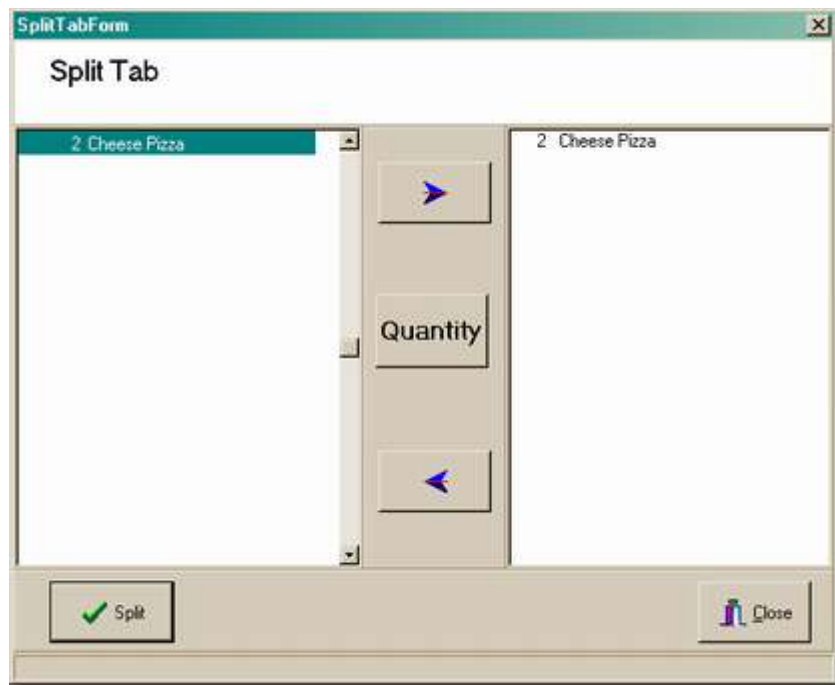 SplitTabForm
Split Tab
2 Cheese Pizza
2 Cheese Pizza
Quantity
Split
Close